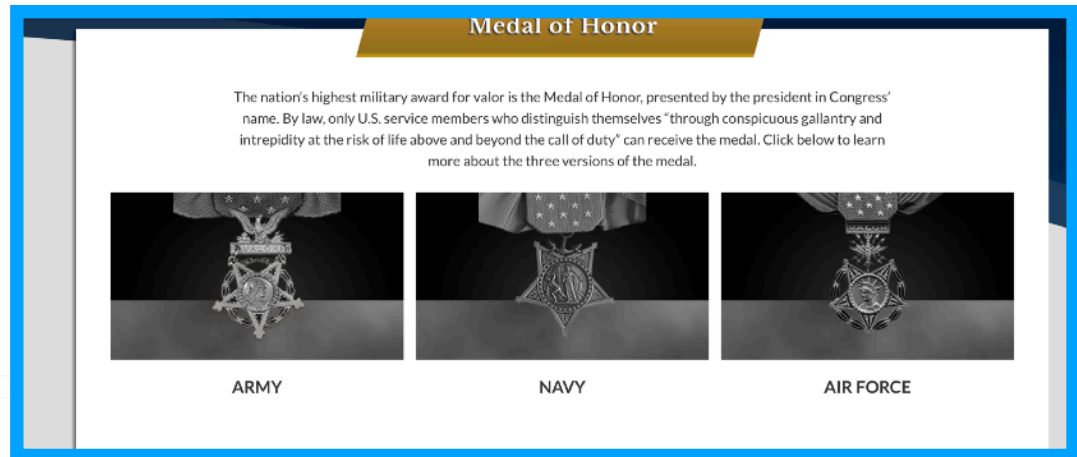 Medal of Honor
The nation's highest military award for valor is the Medal of Honor, presented by the president in Congress'
name. By law, only U.S. service members who distinguish themselves “through conspicuous gallantry and
intrepidity at the risk of life above and beyond the call of duty” can receive the medal. Click below to learn
more about the three versions of the medal.
VALOR
ARMY
NAVY
AIR FORCE